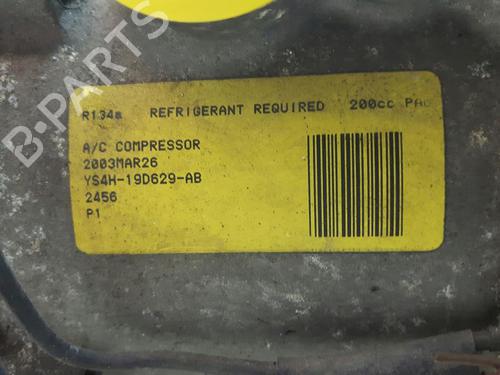 R134a REFRIGERANT REQUIRED 200cc PAG
A/C COMPRESSOR
2003MAR26
YS4H-19D629-AB
2456
P1
B-PARTS